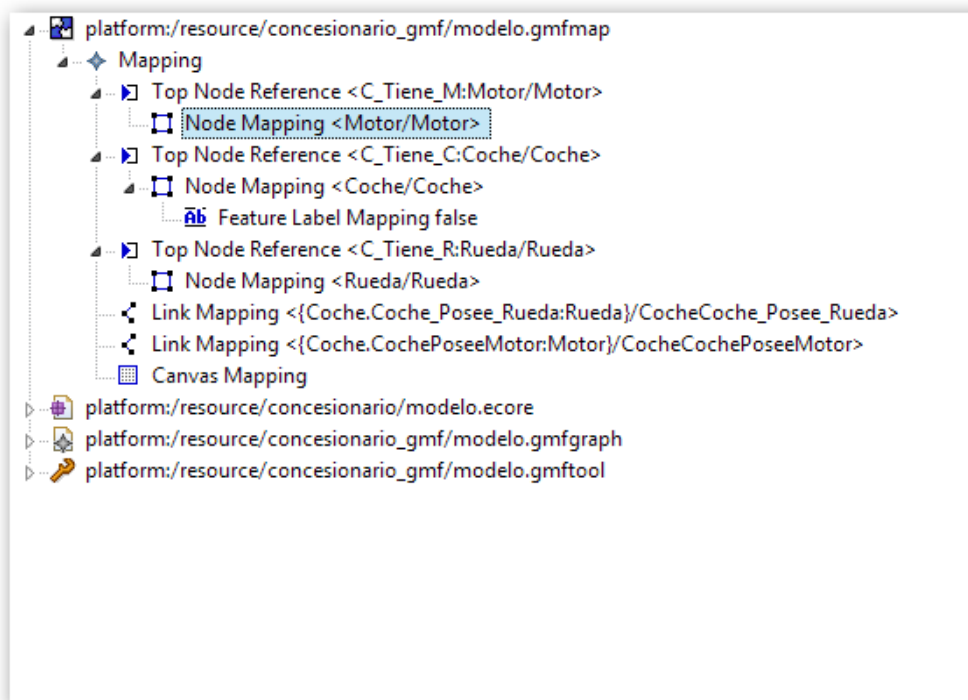 platform:/resource/concesionario_gmf/modelo.gmfmap
Mapping
Top Node Reference <C_Tiene_M:Motor/Motor>
Node Mapping <Motor/Motor>
Top Node Reference <C_Tiene_C:Coche/Coche>
Node Mapping <Coche/Coche>
Ab Feature Label Mapping false
Top Node Reference <C_Tiene_R:Rueda/Rueda>
Node Mapping <Rueda/Rueda>
Link Mapping <{Coche.Coche_Posee_Rueda:Rueda}/CocheCoche_Posee_Rueda>
Link Mapping <{Coche.CochePoseeMotor:Motor}/CocheCochePoseeMotor>
Canvas Mapping
platform:/resource/concesionario/modelo.ecore
platform:/resource/concesionario_gmf/modelo.gmfgraph
platform:/resource/concesionario_gmf/modelo.gmftool